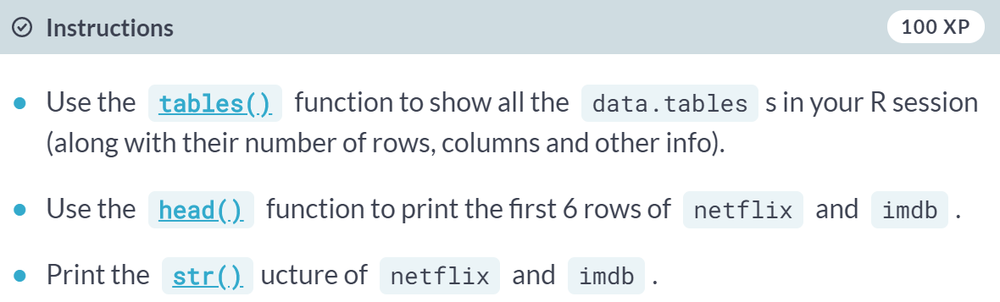 Instructions 100 XP
Use the tables() function to show all the data.tables s in your R session
(along with their number of rows, columns and other info).
Use the head() function to print the first 6 rows of netflix and imdb .
Print the str() ucture of netflix and imdb .